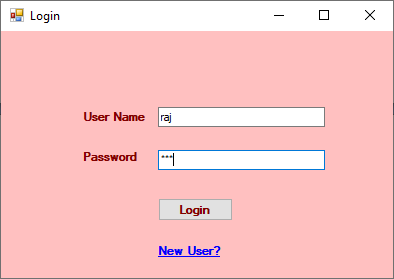 Login
User Name raj
Password ***
Login
New User?